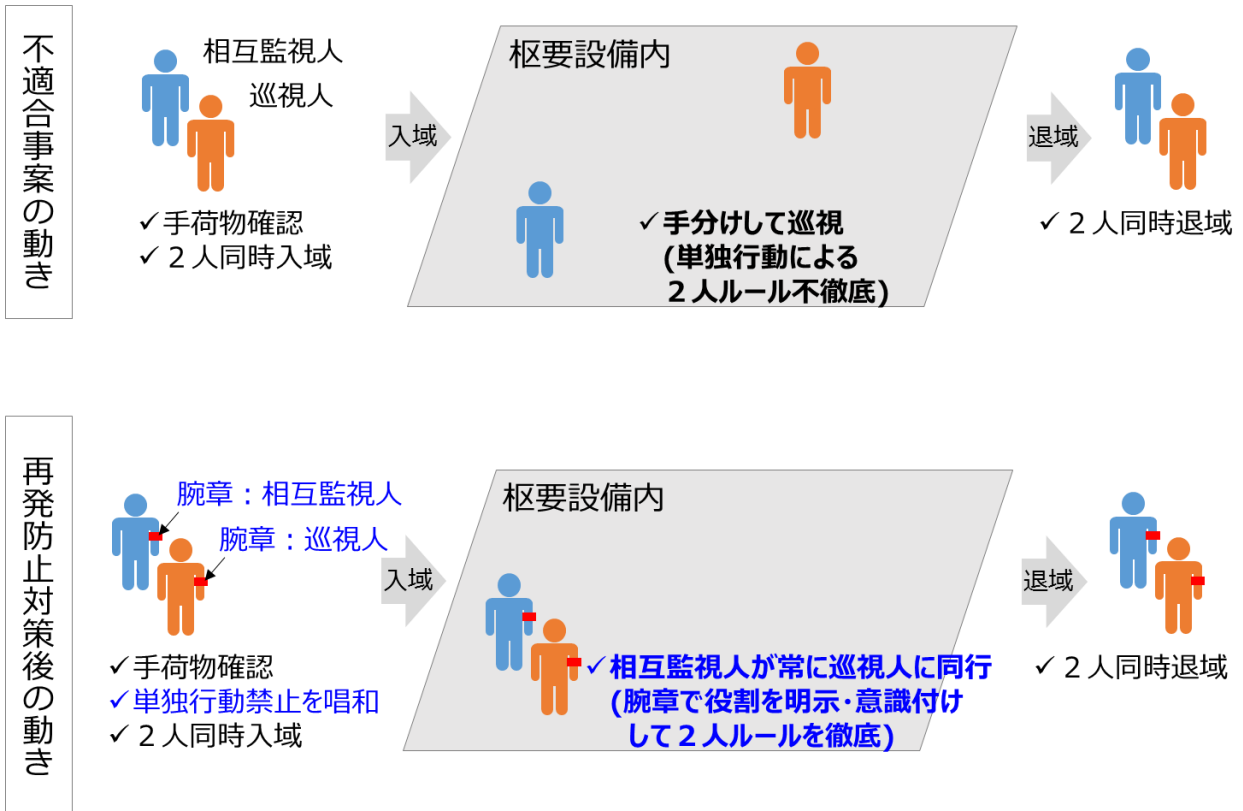 不適合事案の動き
相互監視人
巡視人
✓手荷物確認
✓２人同時入域
入域
枢要設備内
✓手分けして巡視
(単独行動による
２人ルール不徹底)
退域
✓２人同時退域
再発防止対策後の動き
腕章：相互監視人
腕章：巡視人
✓手荷物確認
✓単独行動禁止を唱和
✓２人同時入域
入域
枢要設備内
✓相互監視人が常に巡視人に同行
(腕章で役割を明示・意識付け
して２人ルールを徹底)
退域
✓２人同時退域